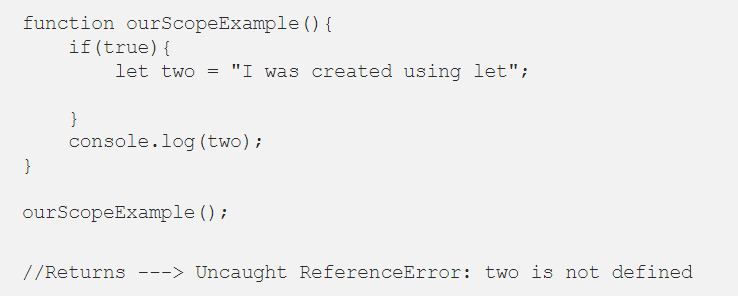 function ourScopeExample(){
    if(true){
        let two = "I was created using let";
    }
    console.log(two);
}
ourScopeExample();
//Returns ---> Uncaught ReferenceError: two is not defined